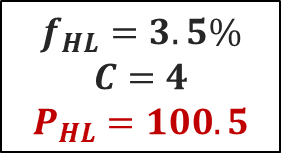 f_HL = 3.5%
C = 4
P_HL = 100.5